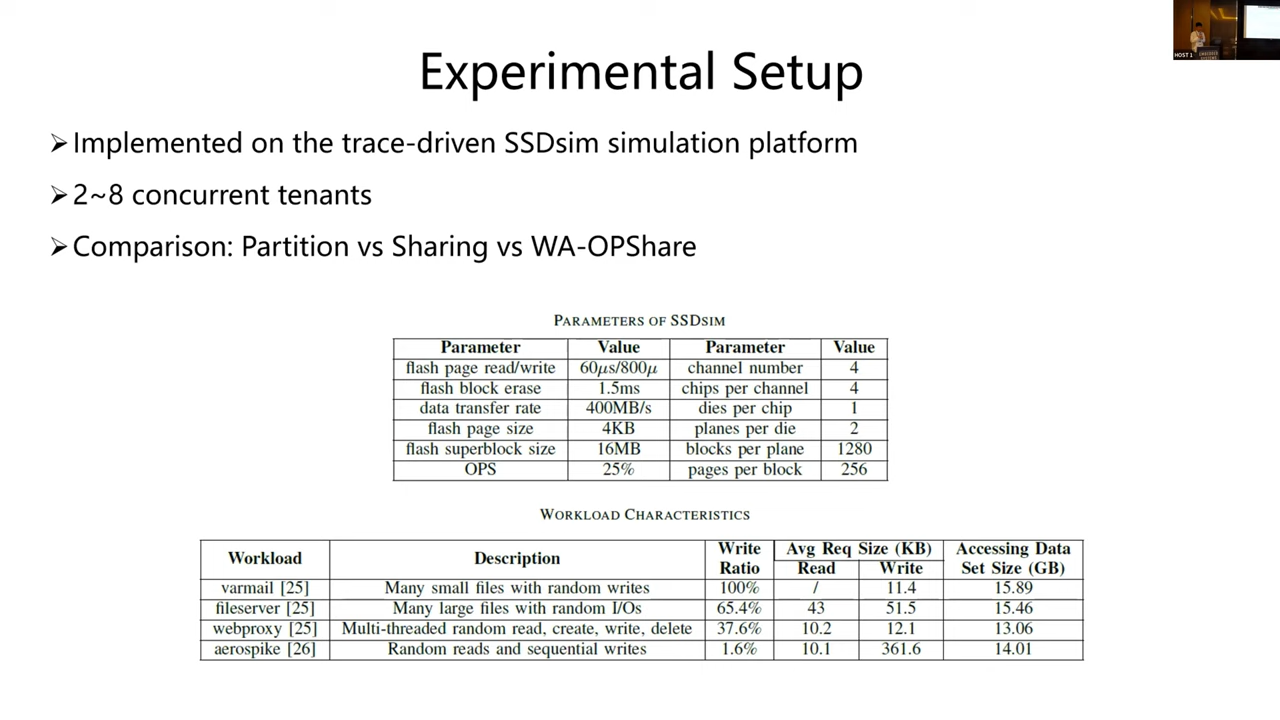 HOST 1
Experimental Setup
➢Implemented on the trace-driven SSDsim simulation platform
➢2~8 concurrent tenants
➢Comparison: Partition vs Sharing vs WA-OPShare
PARAMETERS OF SSDSIM
Parameter Value Parameter Value
flash page read/write 60μs/800μ channel number 4
flash block erase 1.5ms chips per channel 4
data transfer rate 400MB/s dies per chip 1
flash page size 4KB planes per die 2
flash superblock size 16MB blocks per plane 1280
OPS 25% pages per block 256
WORKLOAD CHARACTERISTICS
Workload Description Write Ratio Avg Req Size (KB) Read Write Accessing Data Set Size (GB)
varmail [25] Many small files with random writes 100% / 11.4 15.89
fileserver [25] Many large files with random I/Os 65.4% 43 51.5 15.46
webproxy [25] Multi-threaded random read, create, write, delete 37.6% 10.2 12.1 13.06
aerospike [26] Random reads and sequential writes 1.6% 10.1 361.6 14.01